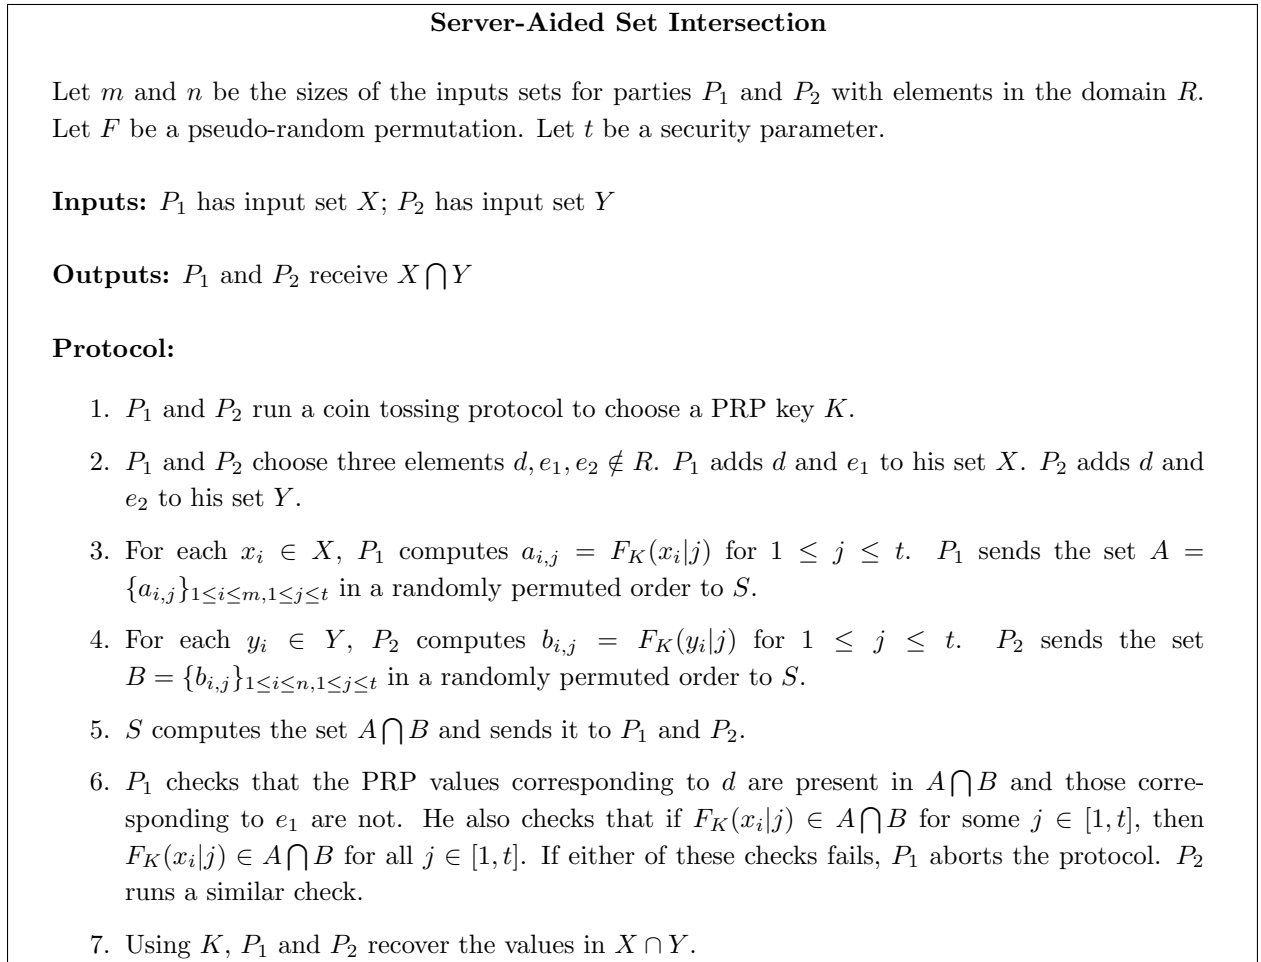 Server-Aided Set Intersection
Let m and n be the sizes of the inputs sets for parties P₁ and P₂ with elements in the domain R.
Let F be a pseudo-random permutation. Let t be a security parameter.
Inputs: P₁ has input set X; P₂ has input set Y
Outputs: P₁ and P₂ receive X ⋂ Y
Protocol:
1. P₁ and P₂ run a coin tossing protocol to choose a PRP key K.
2. P₁ and P₂ choose three elements d, e₁, e₂ ∉ R. P₁ adds d and e₁ to his set X. P₂ adds d and
e₂ to his set Y.
3. For each xᵢ ∈ X, P₁ computes aᵢ,ⱼ = F_K(xᵢ|j) for 1 ≤ j ≤ t. P₁ sends the set A =
{aᵢ,ⱼ}₁≤ᵢ≤ₘ,₁≤ⱼ≤ₜ in a randomly permuted order to S.
4. For each yᵢ ∈ Y, P₂ computes bᵢ,ⱼ = F_K(yᵢ|j) for 1 ≤ j ≤ t. P₂ sends the set
B = {bᵢ,ⱼ}₁≤ᵢ≤ₙ,₁≤ⱼ≤ₜ in a randomly permuted order to S.
5. S computes the set A ⋂ B and sends it to P₁ and P₂.
6. P₁ checks that the PRP values corresponding to d are present in A ⋂ B and those corre-
sponding to e₁ are not. He also checks that if F_K(xᵢ|j) ∈ A ⋂ B for some j ∈ [1, t], then
F_K(xᵢ|j) ∈ A ⋂ B for all j ∈ [1, t]. If either of these checks fails, P₁ aborts the protocol. P₂
runs a similar check.
7. Using K, P₁ and P₂ recover the values in X ∩ Y.